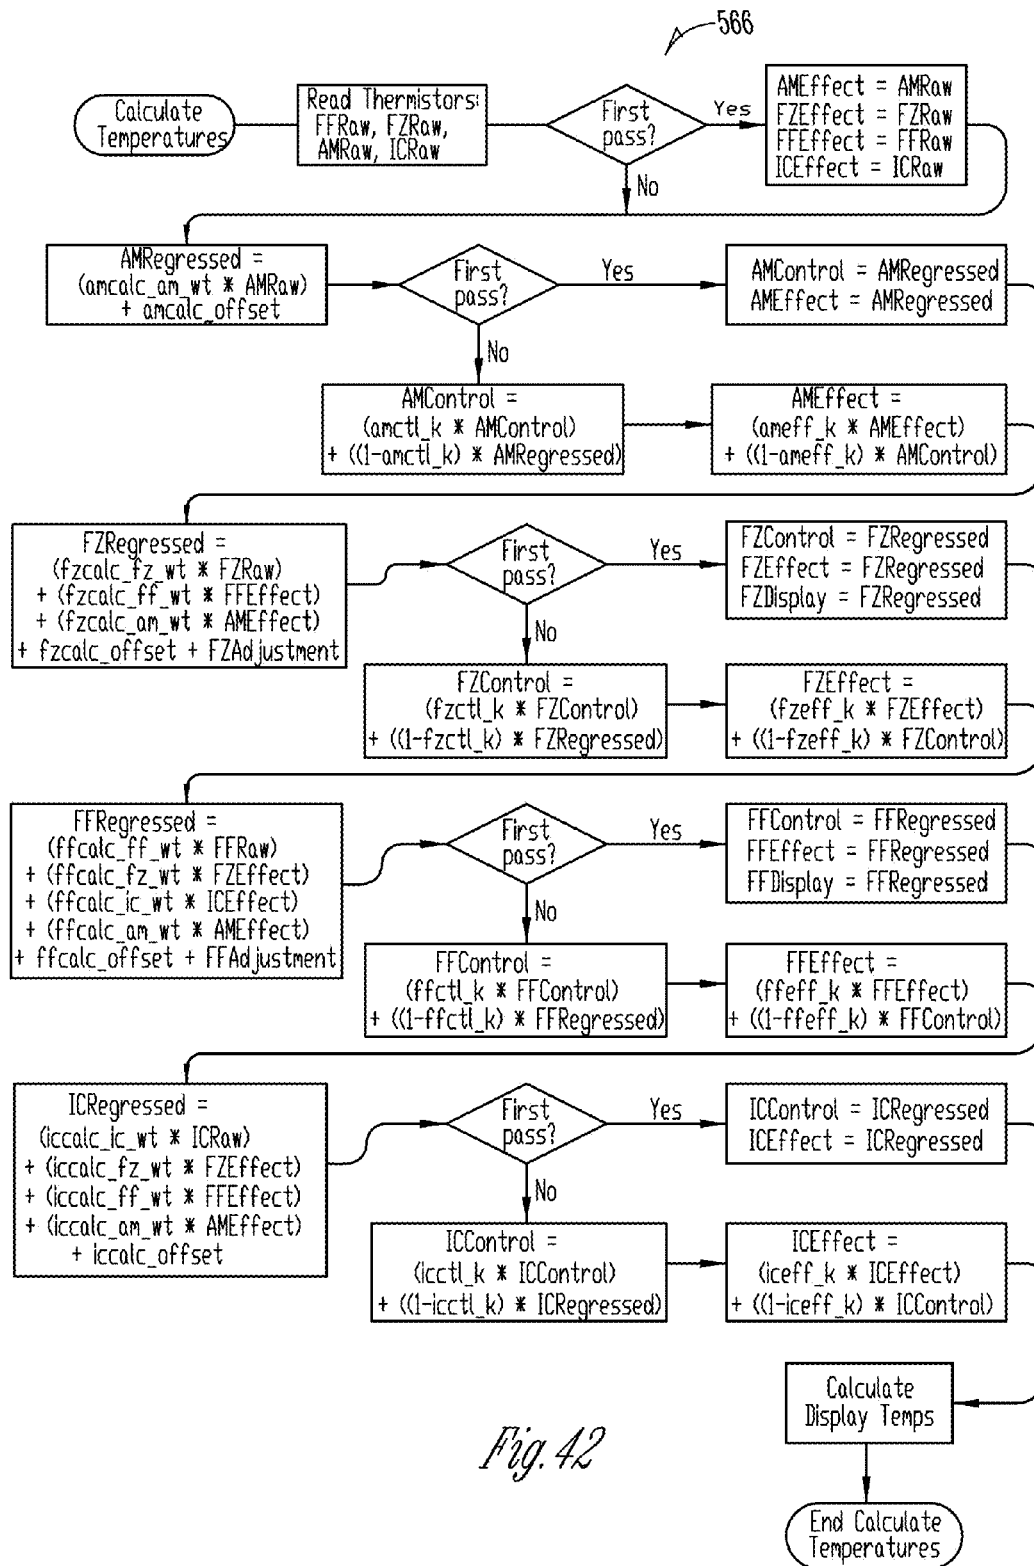 566
Calculate
Temperatures
Read Thermistors:
FFRaw, FZRaw,
AMRaw, ICRaw
First
pass?
Yes
AMEffect = AMRaw
FZEffect = FZRaw
FFEffect = FFRaw
ICEffect = ICRaw
No
AMRegressed =
(amcalc_am_wt * AMRaw)
+ amcalc_offset
First
pass?
Yes
AMControl = AMRegressed
AMEffect = AMRegressed
No
AMControl =
(amctl_k * AMControl)
+ ((1-amctl_k) * AMRegressed)
AMEffect =
(ameff_k * AMEffect)
+ ((1-ameff_k) * AMControl)
FZRegressed =
(fzcalc_fz_wt * FZRaw)
+ (fzcalc_ff_wt * FFEffect)
+ (fzcalc_am_wt * AMEffect)
+ fzcalc_offset + FZAdjustment
First
pass?
Yes
FZControl = FZRegressed
FZEffect = FZRegressed
FZDisplay = FZRegressed
No
FZControl =
(fzctl_k * FZControl)
+ ((1-fzctl_k) * FZRegressed)
FZEffect =
(fzeff_k * FZEffect)
+ ((1-fzeff_k) * FZControl)
FFRegressed =
(ffcalc_ff_wt * FFRaw)
+ (ffcalc_fz_wt * FZEffect)
+ (ffcalc_ic_wt * ICEffect)
+ (ffcalc_am_wt * AMEffect)
+ ffcalc_offset + FFAdjustment
First
pass?
Yes
FFControl = FFRegressed
FFEffect = FFRegressed
FFDisplay = FFRegressed
No
FFControl =
(ffctl_k * FFControl)
+ ((1-ffctl_k) * FFRegressed)
FFEffect =
(ffeff_k * FFEffect)
+ ((1-ffeff_k) * FFControl)
ICRegressed =
(iccalc_ic_wt * ICRaw)
+ (iccalc_fz_wt * FZEffect)
+ (iccalc_ff_wt * FFEffect)
+ (iccalc_am_wt * AMEffect)
+ iccalc_offset
First
pass?
Yes
ICControl = ICRegressed
ICEffect = ICRegressed
No
ICControl =
(icctl_k * ICControl)
+ ((1-icctl_k) * ICRegressed)
ICEffect =
(iceff_k * ICEffect)
+ ((1-iceff_k) * ICControl)
Calculate
Display Temps
Fig. 42
End Calculate
Temperatures